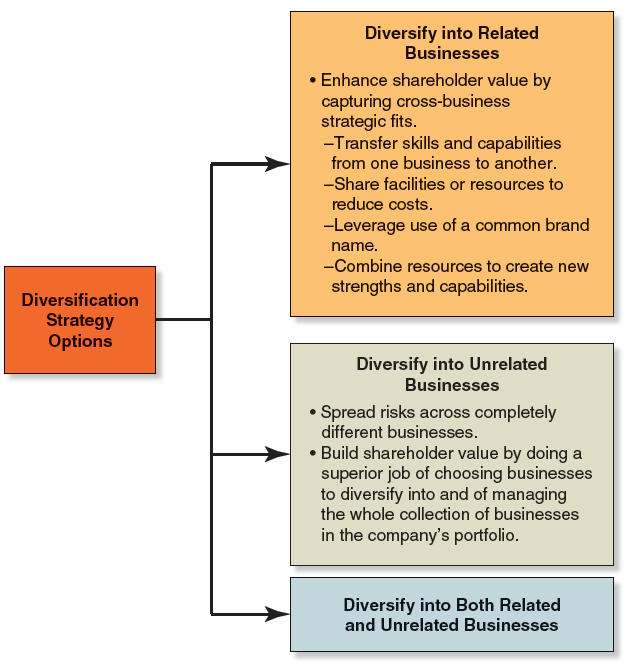 Diversification
Strategy
Options
Diversify into Related
Businesses
• Enhance shareholder value by
capturing cross-business
strategic fits.
–Transfer skills and capabilities
from one business to another.
–Share facilities or resources to
reduce costs.
–Leverage use of a common brand
name.
–Combine resources to create new
strengths and capabilities.
Diversify into Unrelated
Businesses
• Spread risks across completely
different businesses.
• Build shareholder value by doing a
superior job of choosing businesses
to diversify into and of managing
the whole collection of businesses
in the company’s portfolio.
Diversify into Both Related
and Unrelated Businesses